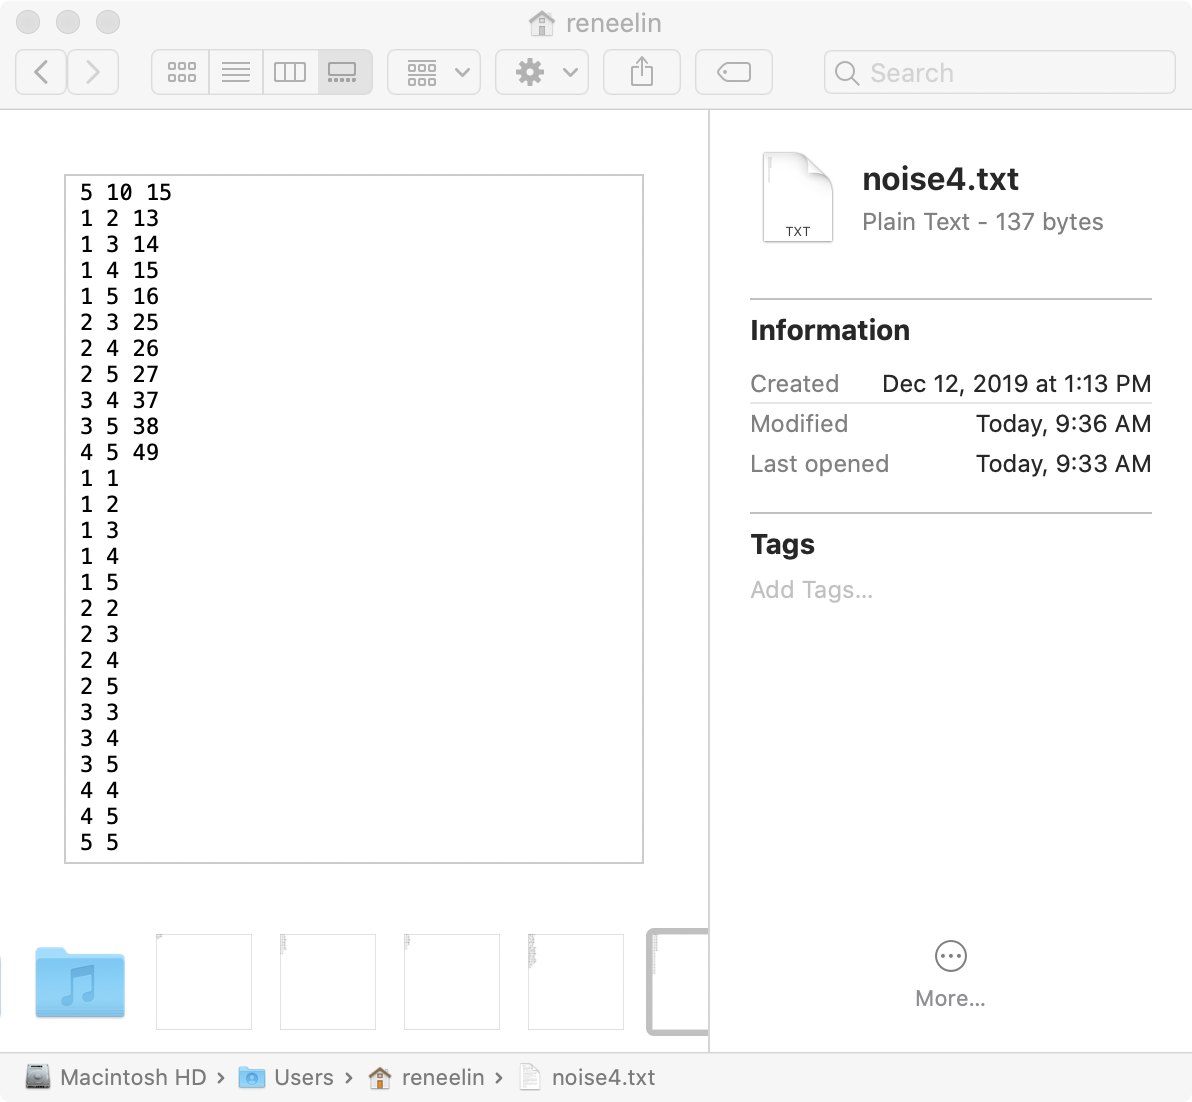 reneelin
Search
5 10 15
1 2 13
1 3 14
1 4 15
1 5 16
2 3 25
2 4 26
2 5 27
3 4 37
3 5 38
4 5 49
1 1
1 2
1 3
1 4
1 5
2 2
2 3
2 4
2 5
3 3
3 4
3 5
4 4
4 5
5 5
TXT
noise4.txt
Plain Text - 137 bytes
Information
Created Dec 12, 2019 at 1:13 PM
Modified Today, 9:36 AM
Last opened Today, 9:33 AM
Tags
Add Tags...
More...
Macintosh HD › Users › reneelin › noise4.txt